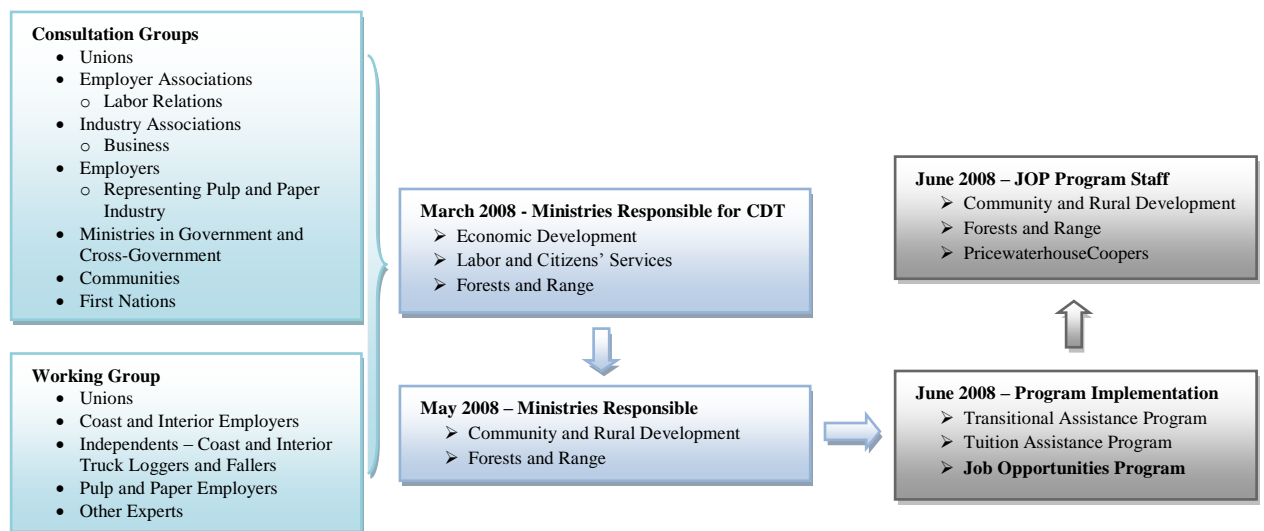 Consultation Groups
• Unions
• Employer Associations
o Labor Relations
• Industry Associations
o Business
• Employers
o Representing Pulp and Paper
Industry
• Ministries in Government and
Cross-Government
• Communities
• First Nations
Working Group
• Unions
• Coast and Interior Employers
• Independents – Coast and Interior
Truck Loggers and Fallers
• Pulp and Paper Employers
• Other Experts
March 2008 - Ministries Responsible for CDT
➢ Economic Development
➢ Labor and Citizens’ Services
➢ Forests and Range
May 2008 – Ministries Responsible
➢ Community and Rural Development
➢ Forests and Range
June 2008 – Program Implementation
➢ Transitional Assistance Program
➢ Tuition Assistance Program
➢ Job Opportunities Program
June 2008 – JOP Program Staff
➢ Community and Rural Development
➢ Forests and Range
➢ PricewaterhouseCoopers